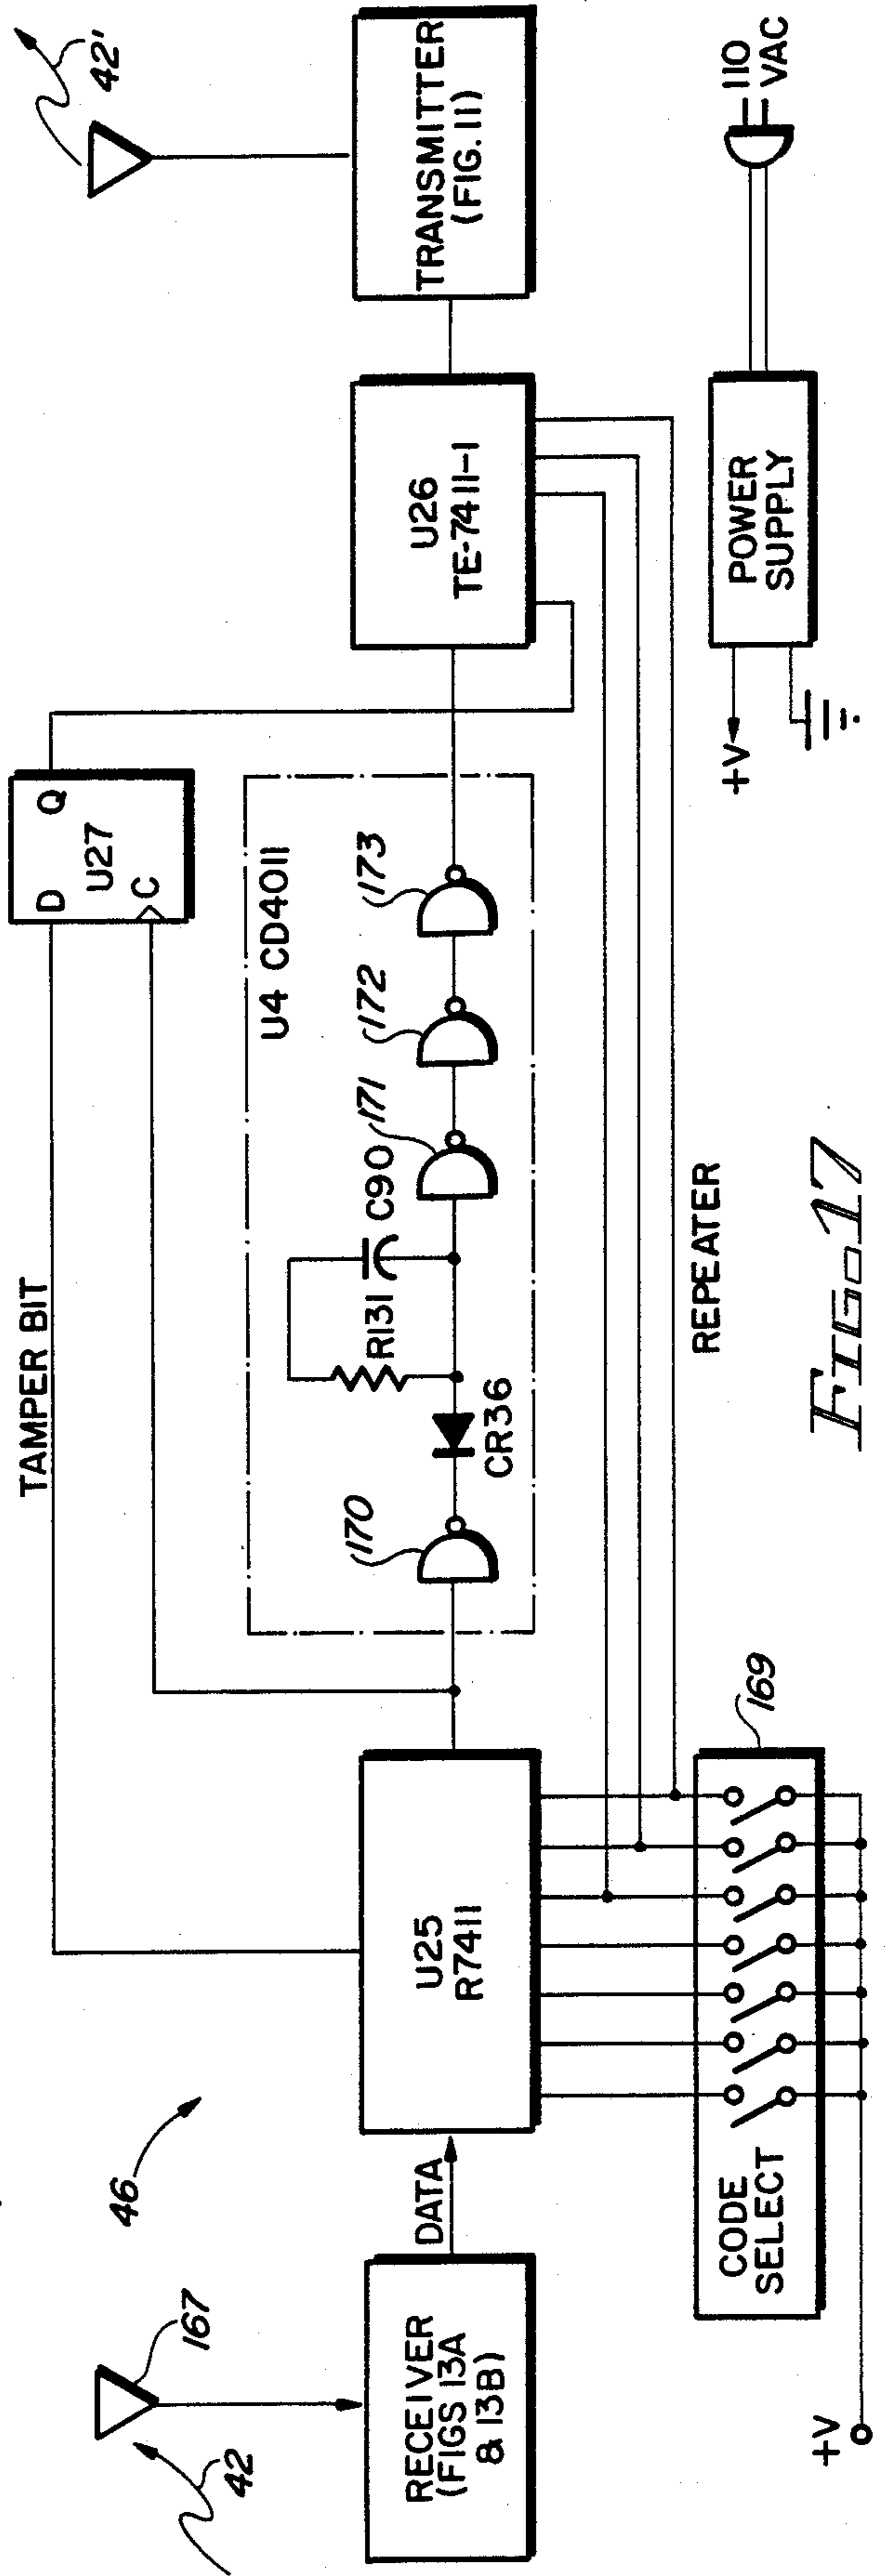 42
167
46
RECEIVER
(FIGS 13A
& 13B)
DATA
U25
R7411
TAMPER BIT
CODE
SELECT
169
+V
170
CR36
R131
C90
171
172
173
U4 CD4011
D
Q
U27
C
U26
TE-7411-1
TRANSMITTER
(FIG. 11)
42'
+V
POWER
SUPPLY
110
VAC
REPEATER
FIG. 17